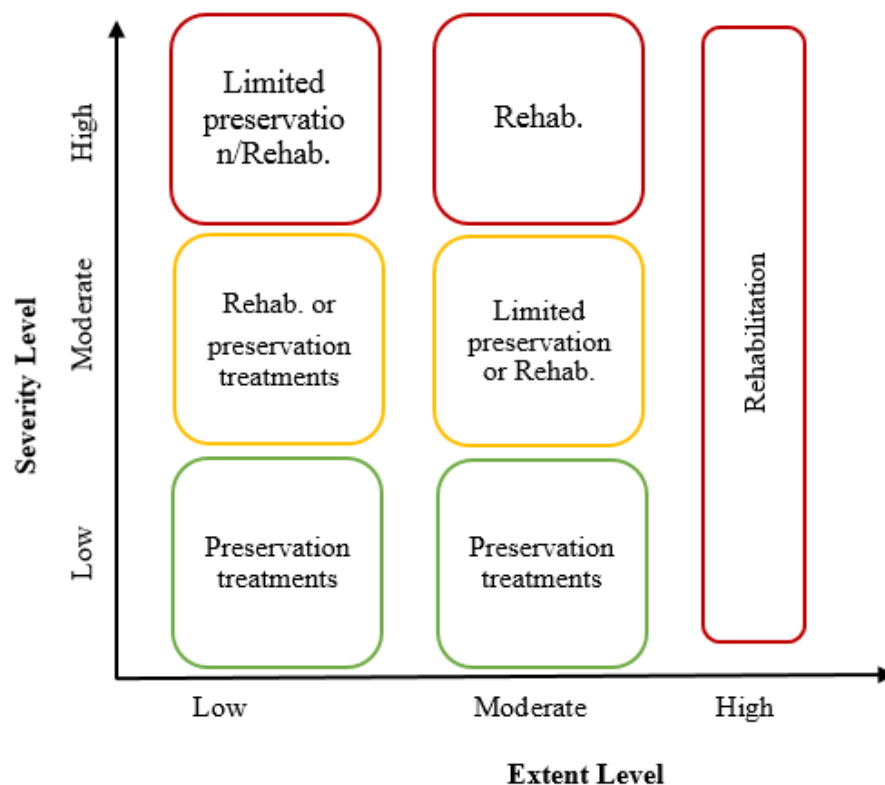 Severity Level
High
Moderate
Low
Limited
preservatio
n/Rehab.
Rehab.
Rehab. or
preservation
treatments
Limited
preservation
or Rehab.
Preservation
treatments
Preservation
treatments
Rehabilitation
Low
Moderate
High
Extent Level